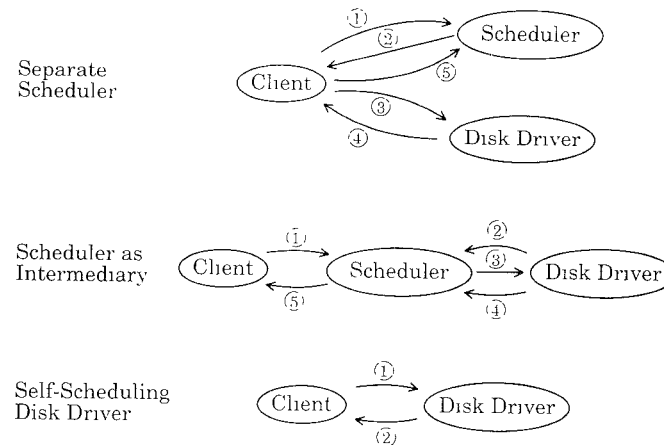 ①
②
Scheduler
Separate
Scheduler
Client
⑤
③
④
Disk Driver
Scheduler as
Intermediary
①
②
Client
Scheduler
③
Disk Driver
⑤
④
Self-Scheduling
Disk Driver
①
Client
Disk Driver
②